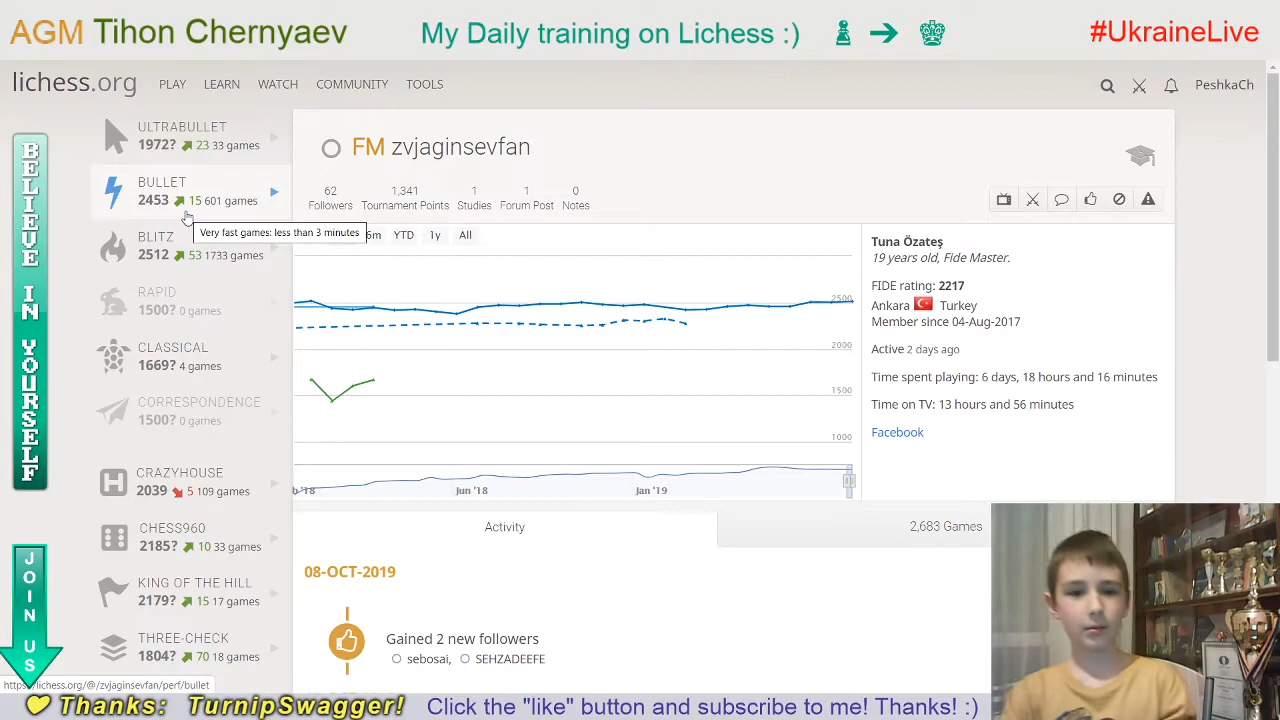 AGM Tihon Chernyaev
My Daily training on Lichess :)
#UkraineLive
lichess.org
PLAY LEARN WATCH COMMUNITY TOOLS
PeshkaCh
BELIEVE IN YOURSELF
JOIN US
ULTRABULLET
1972? 23 33 games
BULLET
2453 15 601 games
Very fast games: less than 3 minutes
BLITZ
2512 53 1733 games
RAPID
1500? 0 games
CLASSICAL
1669? 4 games
CORRESPONDENCE
1500? 0 games
CRAZYHOUSE
2039 5 109 games
CHESS960
2185? 10 33 games
KING OF THE HILL
2179? 15 17 games
THREE-CHECK
1804? 70 18 games
FM zvjaginsevfan
62 1,341 1 1 0
Followers Tournament Points Studies Forum Post Notes
6m YTD 1y All
2500
2000
1500
1000
b '18 Jun '18 Jan '19
Tuna Özateş
19 years old, Fide Master.
FIDE rating: 2217
Ankara Turkey
Member since 04-Aug-2017
Active 2 days ago
Time spent playing: 6 days, 18 hours and 16 minutes
Time on TV: 13 hours and 56 minutes
Facebook
Activity 2,683 Games
08-OCT-2019
Gained 2 new followers
sebosai, SEHZADEEFE
https://lichess.org/@/zvjaginsevfan/perf/bullet
Thanks: TurnipSwagger!
Click the "like" button and subscribe to me! Thanks! :)